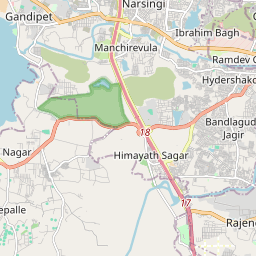 Narsingi
Gandipet
Ibrahim Bagh
Manchirevula
Ramdev
Hydershako
Bandlagud
Jagir
18
Nagar
Himayath Sagar
17
epalle
Rajen